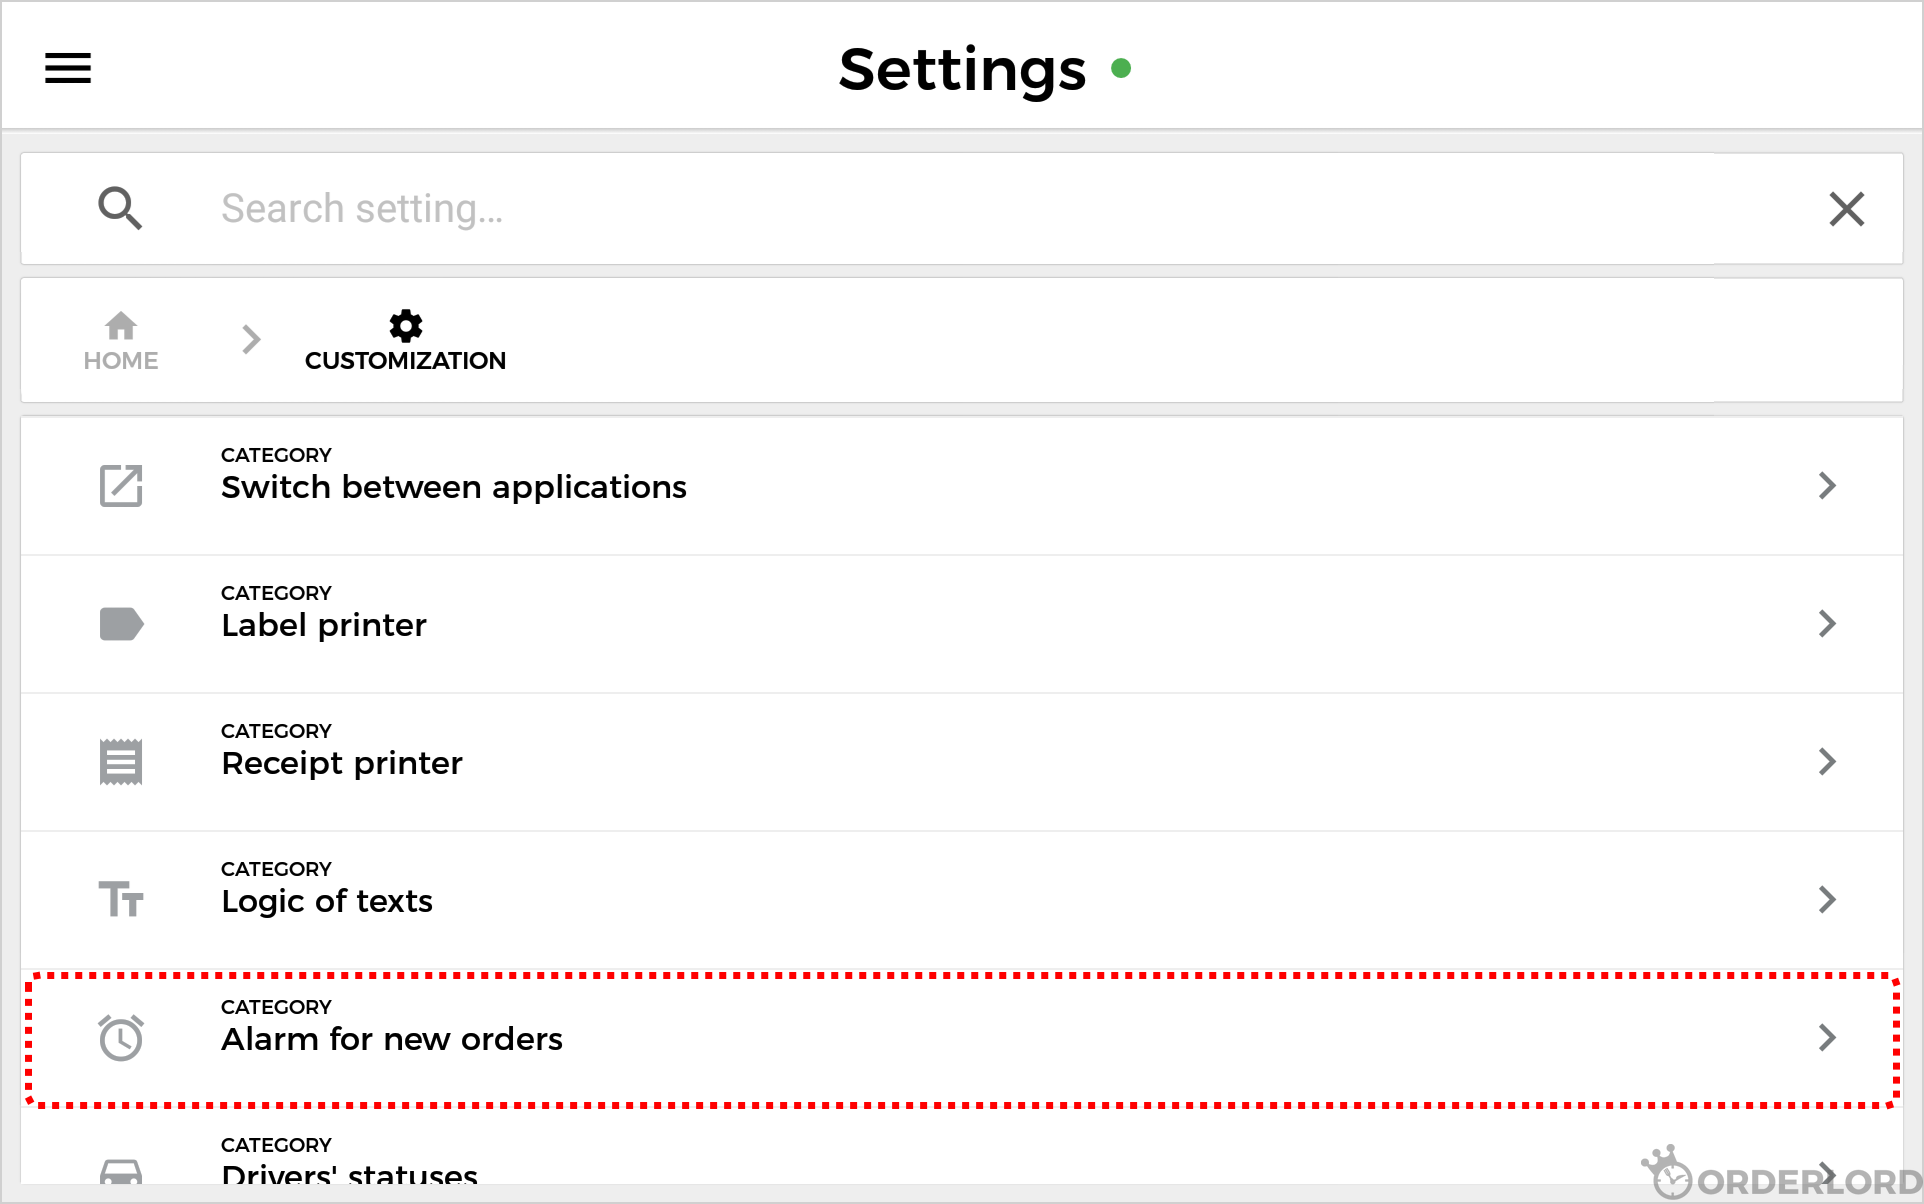 Settings
Search setting...
HOME
CUSTOMIZATION
CATEGORY
Switch between applications
CATEGORY
Label printer
CATEGORY
Receipt printer
CATEGORY
Logic of texts
CATEGORY
Alarm for new orders
CATEGORY
Drivers' statuses
ORDERLORD